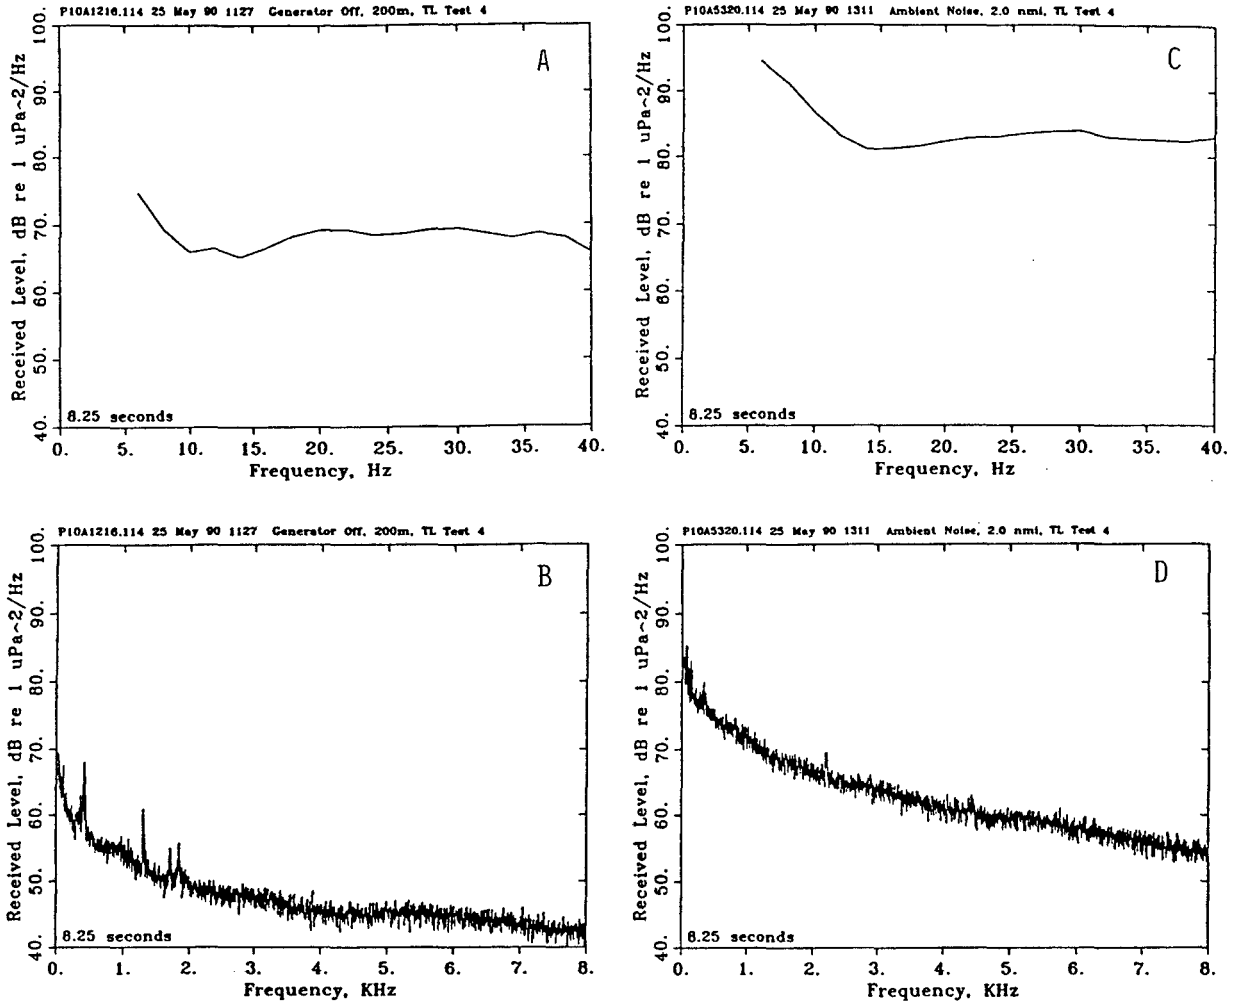 P10A1216.114 25 May 90 1127 Generator Off, 200m, TL Test 4
A
Received Level, dB re 1 uPa~2/Hz
100.
90.
80.
70.
60.
50.
40.
8.25 seconds
0. 5. 10. 15. 20. 25. 30. 35. 40.
Frequency, Hz
P10A5320.114 25 May 90 1311 Ambient Noise, 2.0 nmi, TL Test 4
C
Received Level, dB re 1 uPa~2/Hz
100.
90.
80.
70.
60.
50.
40.
8.25 seconds
0. 5. 10. 15. 20. 25. 30. 35. 40.
Frequency, Hz
P10A1216.114 25 May 90 1127 Generator Off, 200m, TL Test 4
B
Received Level, dB re 1 uPa~2/Hz
100.
90.
80.
70.
60.
50.
40.
8.25 seconds
0. 1. 2. 3. 4. 5. 6. 7. 8.
Frequency, KHz
P10A5320.114 25 May 90 1311 Ambient Noise, 2.0 nmi, TL Test 4
D
Received Level, dB re 1 uPa~2/Hz
100.
90.
80.
70.
60.
50.
40.
8.25 seconds
0. 1. 2. 3. 4. 5. 6. 7. 8.
Frequency, KHz